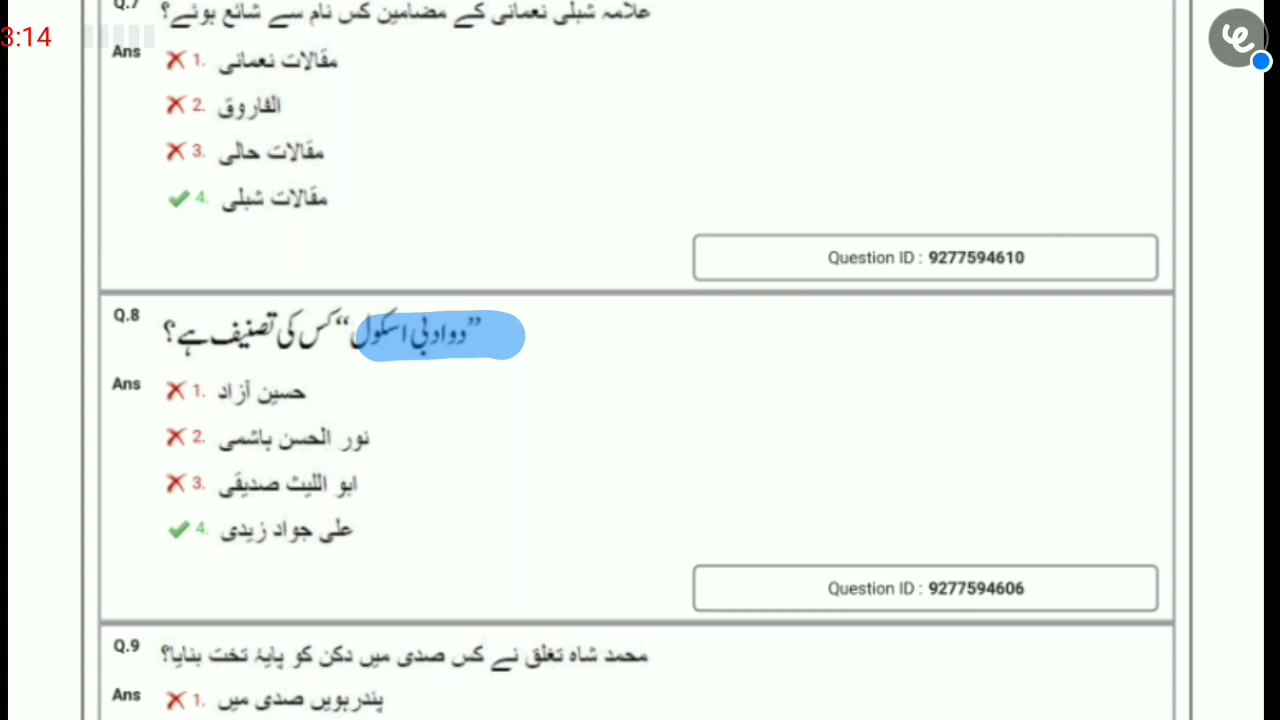 3:14
Q.7 علامہ شبلی نعمانی کے مضامین کس نام سے شائع ہوئے؟
Ans 1. مقالات نعمانی
2. الفاروق
3. مقالات حالی
4. مقالات شبلی
Question ID : 9277594610
Q.8 ”دو ادبی اسکول“ کس کی تصنیف ہے؟
Ans 1. حسین آزاد
2. نور الحسن ہاشمی
3. ابو اللیث صدیقی
4. علی جواد زیدی
Question ID : 9277594606
Q.9 محمد شاہ تغلق نے کس صدی میں دکن کو پایۂ تخت بنایا؟
Ans 1. پندرہویں صدی میں